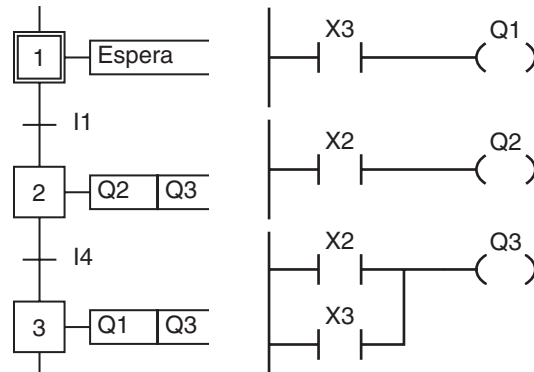 1 Espera
I1
2 Q2 Q3
I4
3 Q1 Q3
X3 Q1
X2 Q2
X2 Q3
X3